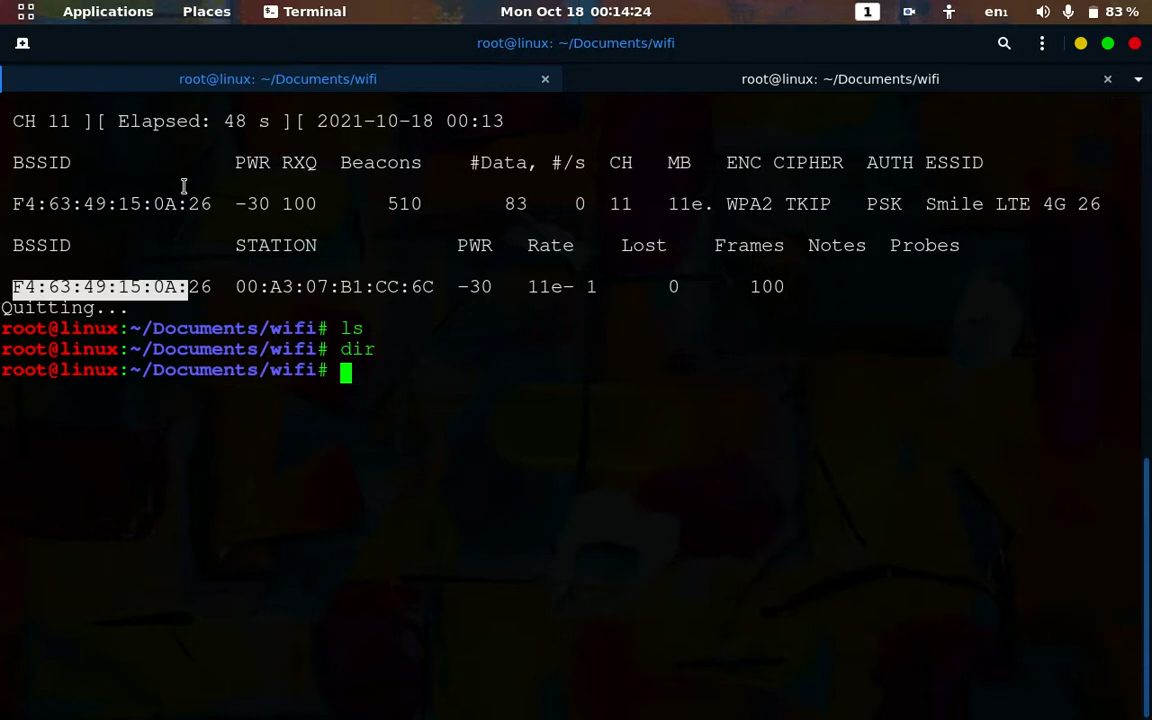 Applications Places Terminal Mon Oct 18 00:14:24 1 en₁ 83 %
root@linux: ~/Documents/wifi
root@linux: ~/Documents/wifi × root@linux: ~/Documents/wifi ×
CH 11 ][ Elapsed: 48 s ][ 2021-10-18 00:13
BSSID PWR RXQ Beacons #Data, #/s CH MB ENC CIPHER AUTH ESSID
F4:63:49:15:0A:26 -30 100 510 83 0 11 11e. WPA2 TKIP PSK Smile LTE 4G 26
BSSID STATION PWR Rate Lost Frames Notes Probes
F4:63:49:15:0A:26 00:A3:07:B1:CC:6C -30 11e- 1 0 100
Quitting...
root@linux:~/Documents/wifi# ls
root@linux:~/Documents/wifi# dir
root@linux:~/Documents/wifi#